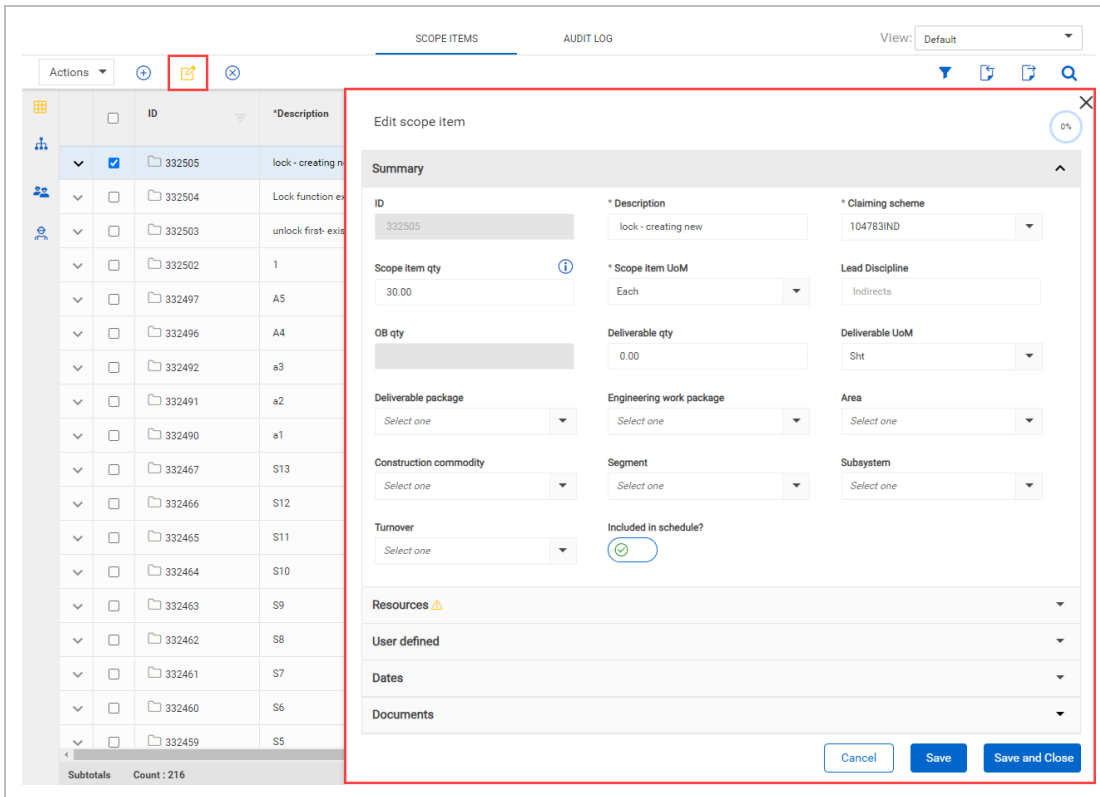 SCOPE ITEMS AUDIT LOG View: Default
Actions
ID *Description
332505 lock - creating n
332504 Lock function ex
332503 unlock first- exis
332502 1
332497 A5
332496 A4
332492 a3
332491 a2
332490 a1
332467 S13
332466 S12
332465 S11
332464 S10
332463 S9
332462 S8
332461 S7
332460 S6
332459 S5
Subtotals Count : 216
Edit scope item 0%
Summary
ID * Description * Claiming scheme
332505 lock - creating new 104783IND
Scope item qty * Scope item UoM Lead Discipline
30.00 Each Indirects
OB qty Deliverable qty Deliverable UoM
0.00 Sht
Deliverable package Engineering work package Area
Select one Select one Select one
Construction commodity Segment Subsystem
Select one Select one Select one
Turnover Included in schedule?
Select one
Resources
User defined
Dates
Documents
Cancel Save Save and Close